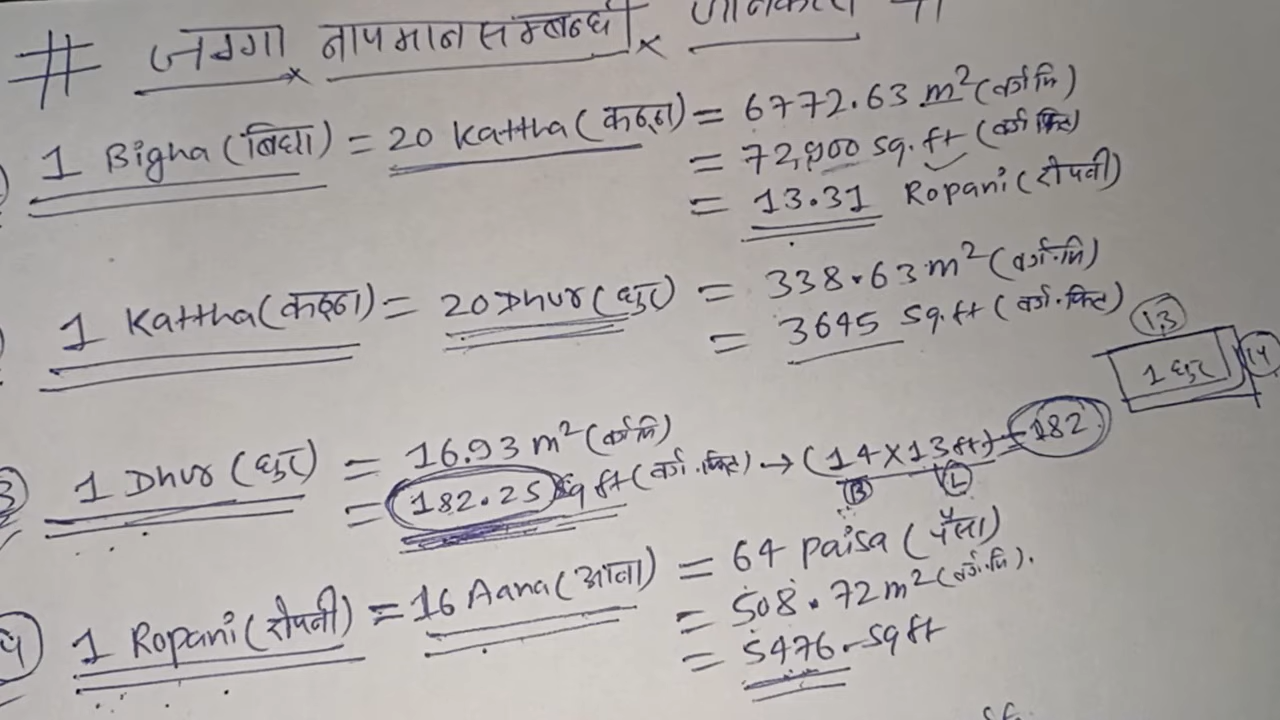 # जग्गा नापमान सम्बन्धी जानकारी #
1 Bigha (बिघा) = 20 Kattha (कठ्ठा) = 6772.63 m² (वर्ग मि)
= 72,900 sq.ft (वर्ग फिट)
= 13.31 Ropani (रोपनी)
1 Kattha (कठ्ठा) = 20 Dhur (धुर) = 338.63 m² (वर्ग.मि)
= 3645 sq.ft (वर्ग.फिट)
13
1 धुर 14
3 1 Dhur (धुर) = 16.93 m² (वर्ग मि)
= 182.25 sq ft (वर्ग.फिट) → (14 x 13 ft) = 182
B L
4 1 Ropani (रोपनी) = 16 Aana (आना) = 64 paisa (पैसा)
= 508.72 m² (वर्ग.मि).
= 5476. sq ft